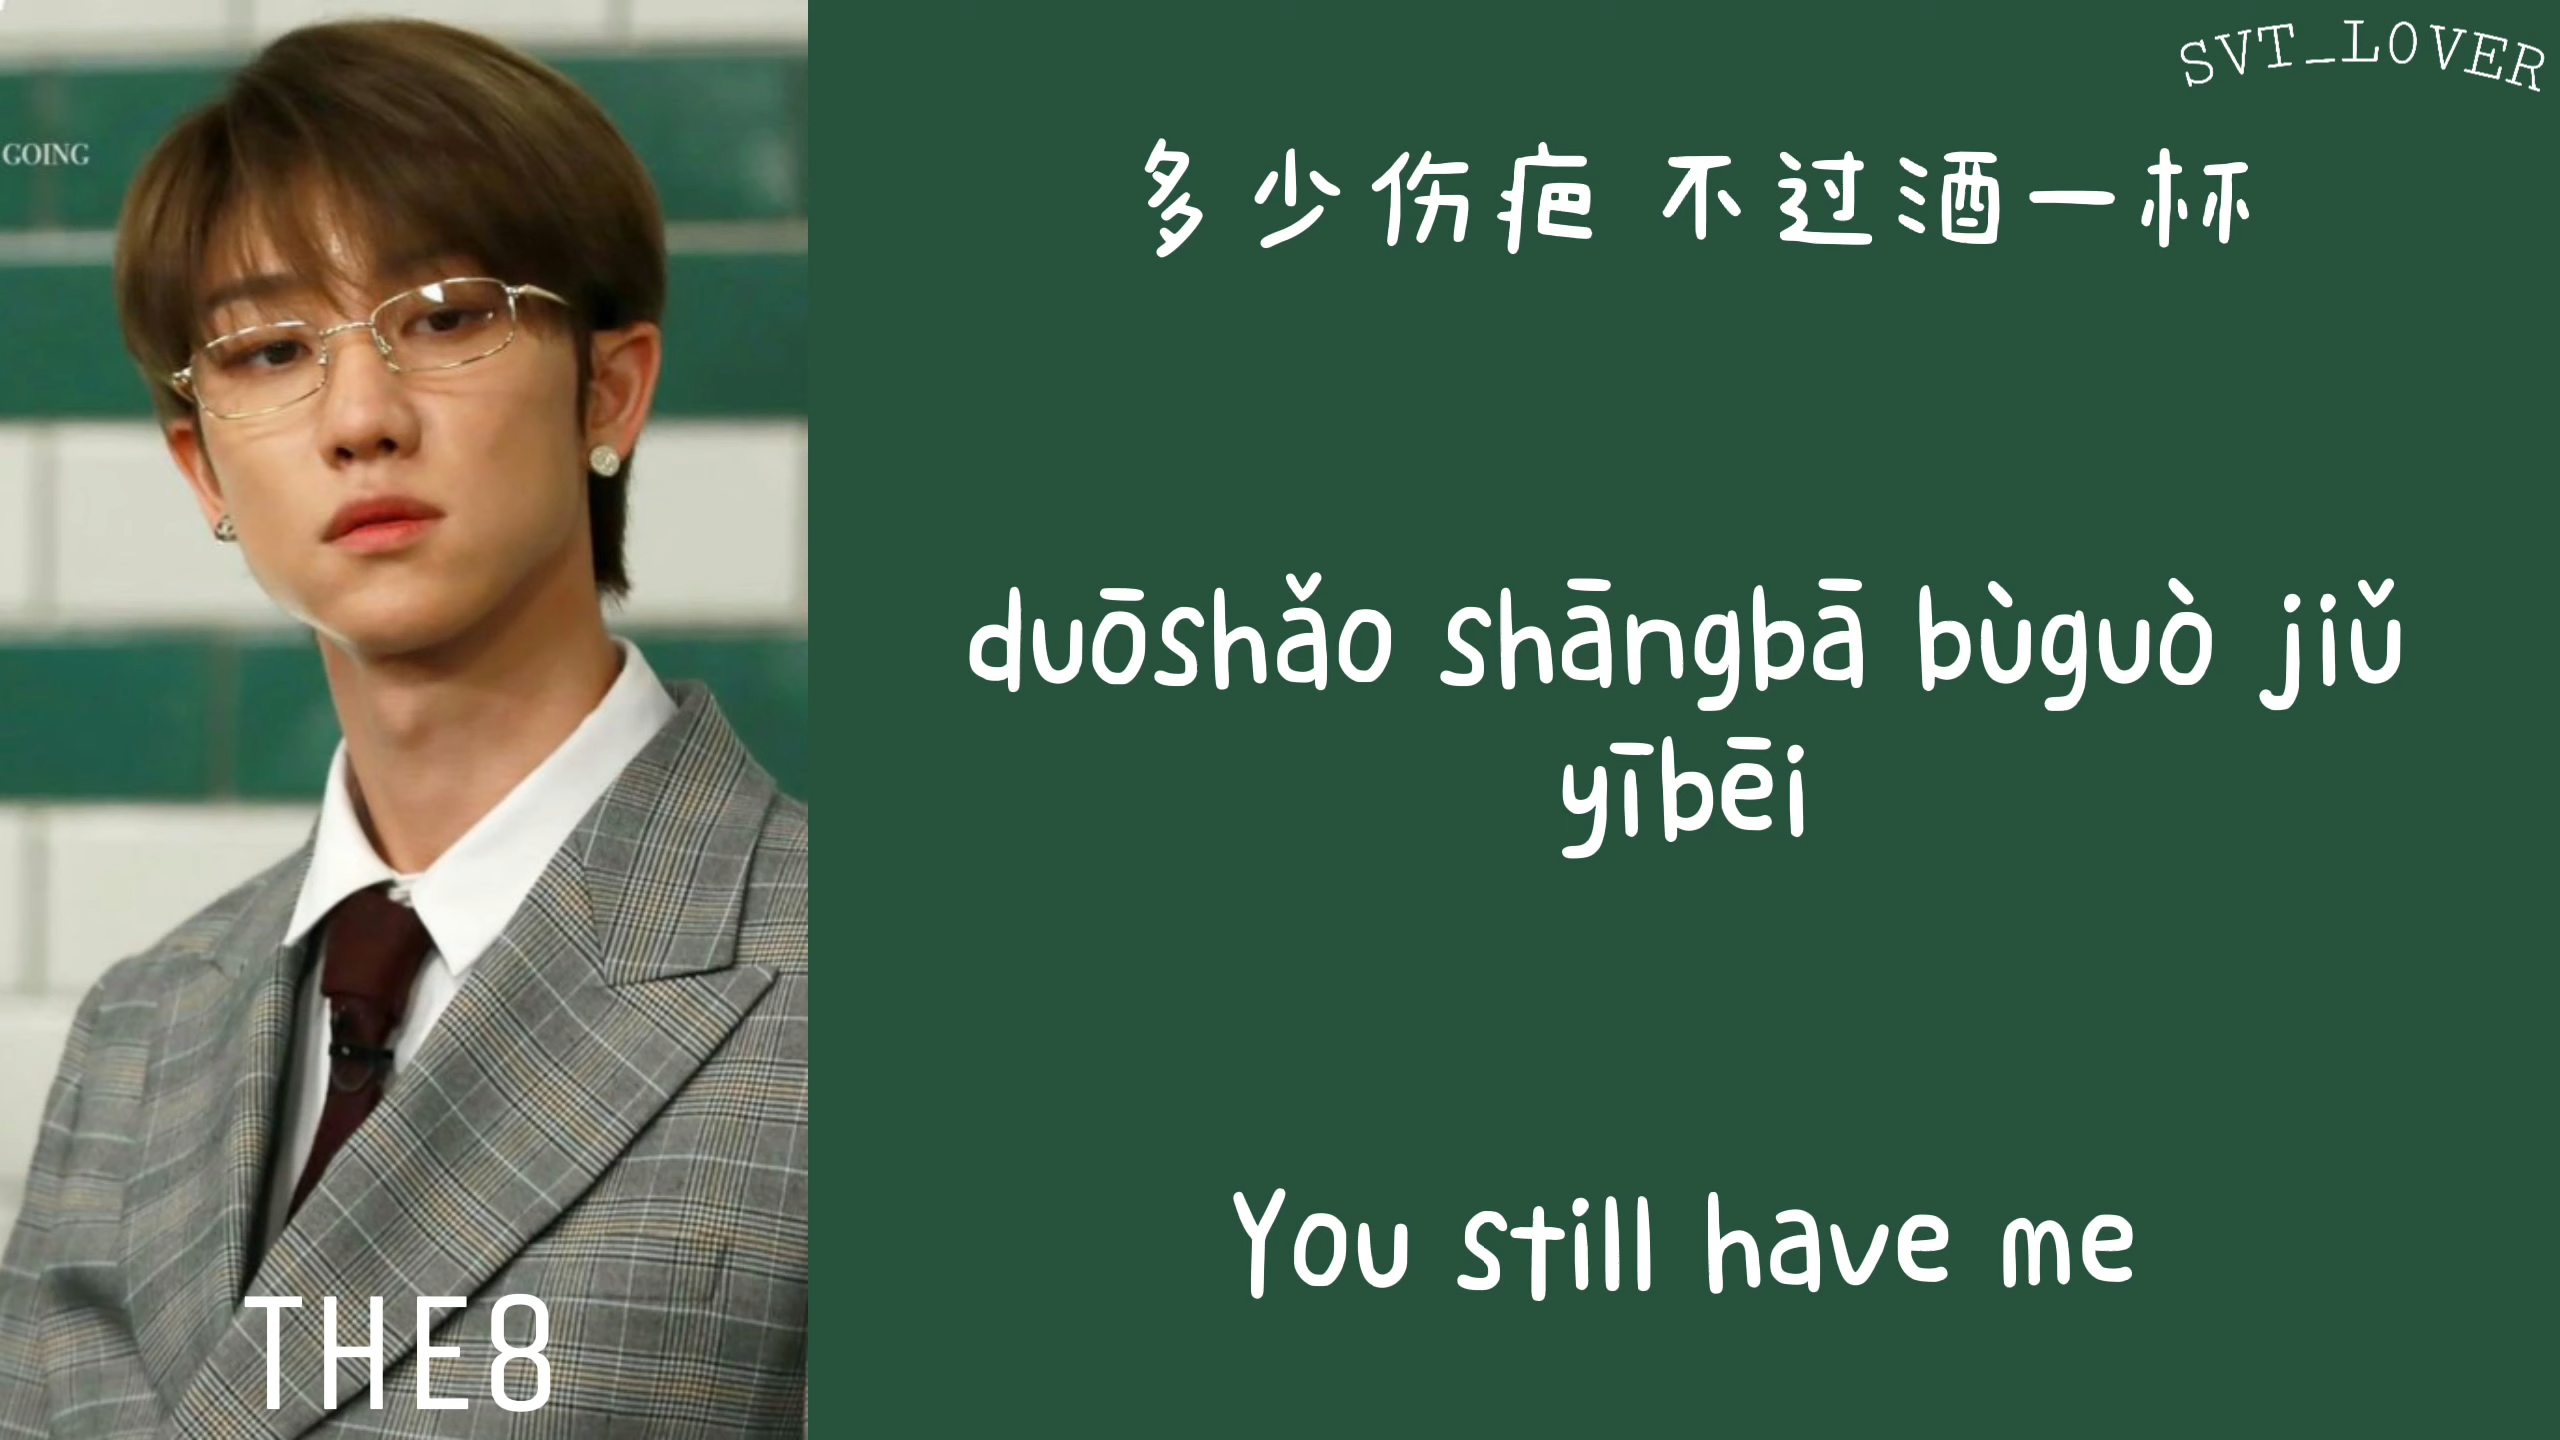 SVT_LOVER
GOING
多少伤疤 不过酒一杯
duōshǎo shāngbā bùguò jiǔ
yībēi
You still have me
THE8